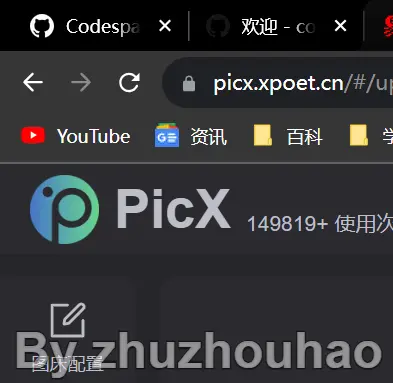 Codespa 欢迎 - co
picx.xpoet.cn/#/up
YouTube 资讯 百科 学
PicX 149819+ 使用次
图床配置
By zhuzhouhao